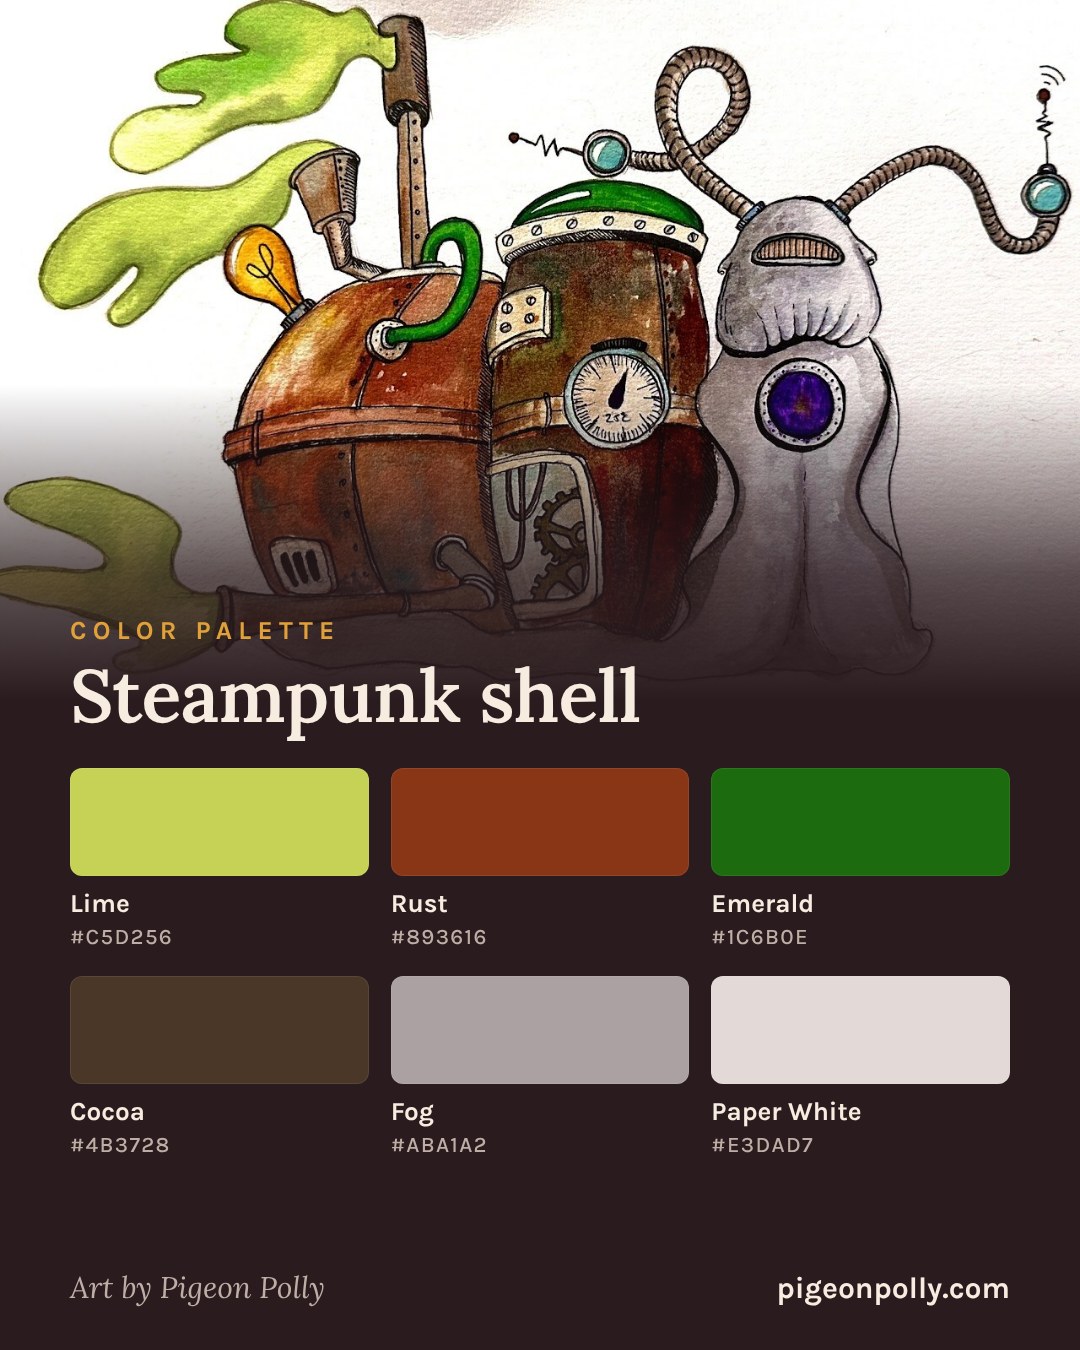 COLOR PALETTE
Steampunk shell
Lime
#C5D256
Rust
#893616
Emerald
#1C6B0E
Cocoa
#4B3728
Fog
#ABA1A2
Paper White
#E3DAD7
Art by Pigeon Polly
pigeonpolly.com